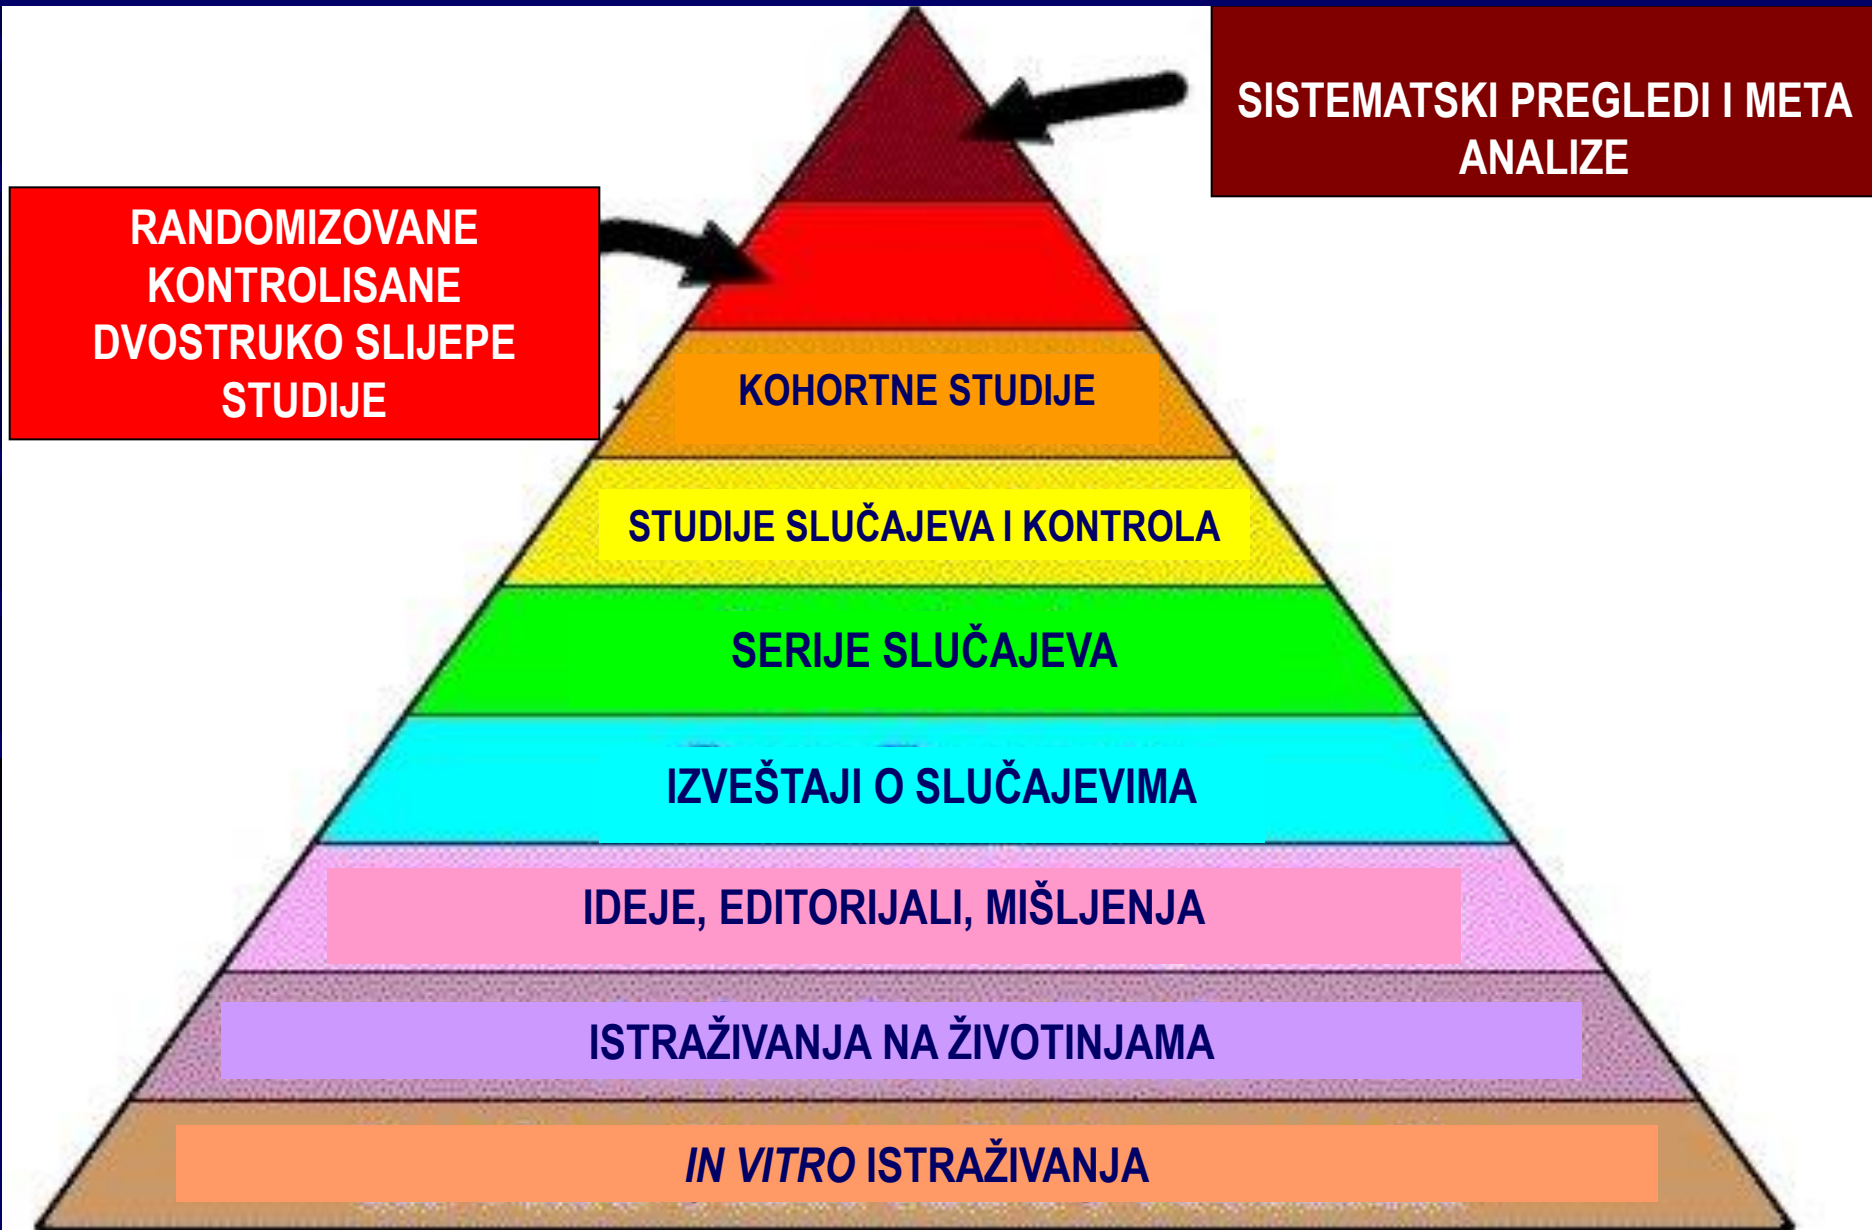 SISTEMATSKI PREGLEDI I META
ANALIZE
RANDOMIZOVANE
KONTROLISANE
DVOSTRUKO SLIJEPE
STUDIJE
KOHORTNE STUDIJE
STUDIJE SLUČAJEVA I KONTROLA
SERIJE SLUČAJEVA
IZVEŠTAJI O SLUČAJEVIMA
IDEJE, EDITORIJALI, MIŠLJENJA
ISTRAŽIVANJA NA ŽIVOTINJAMA
IN VITRO ISTRAŽIVANJA